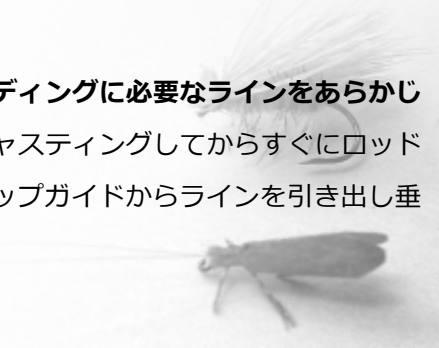 ディングに必要なラインをあらかじ
ャスティングしてからすぐにロッド
ップガイドからラインを引き出し垂